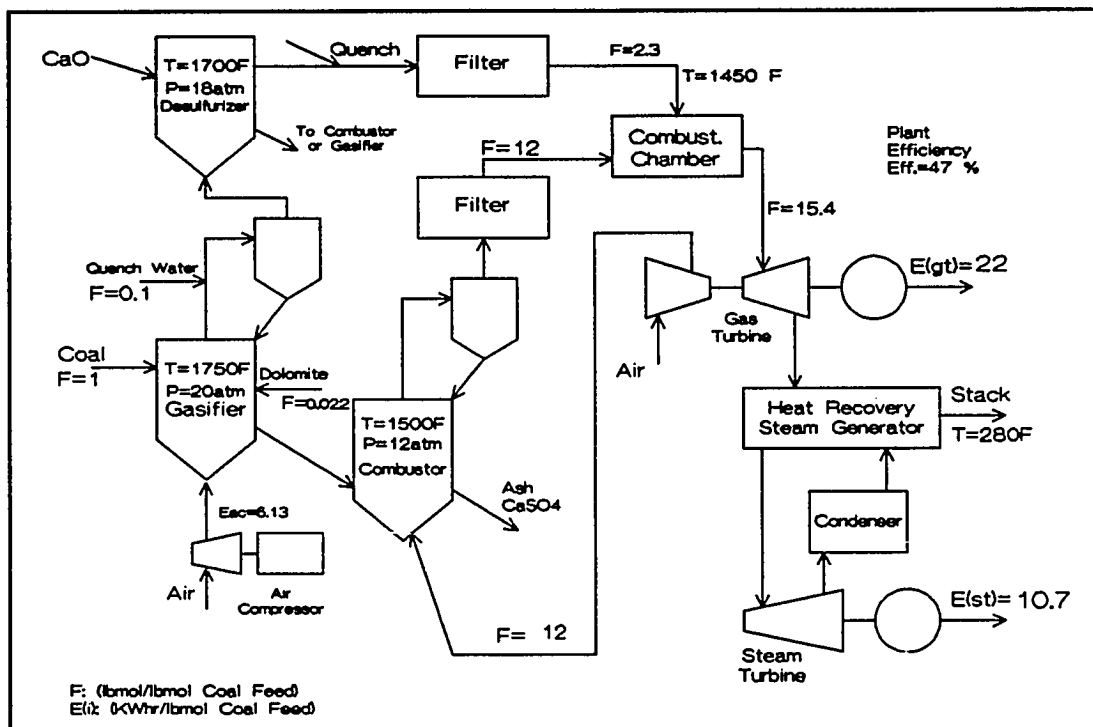 CaO
T=1700F
P=18atm
Desulfurizer
Quench
Filter
F=2.3
T=1450 F
To Combustor
or Gasifier
F=12
Combust.
Chamber
Plant
Efficiency
Eff.=47 %
Filter
F=15.4
Quench Water
F=0.1
E(gt)=22
Gas
Turbine
Air
Coal
F=1
T=1750F
P=20atm
Gasifier
Dolomite
F=0.022
T=1500F
P=12atm
Combustor
Heat Recovery
Steam Generator
Stack
T=280F
Ash
CaSO4
Condenser
Eac=6.13
Air
Air
Compressor
F= 12
E(st)= 10.7
Steam
Turbine
F: (lbmol/lbmol Coal Feed)
E(i): (KWhr/lbmol Coal Feed)